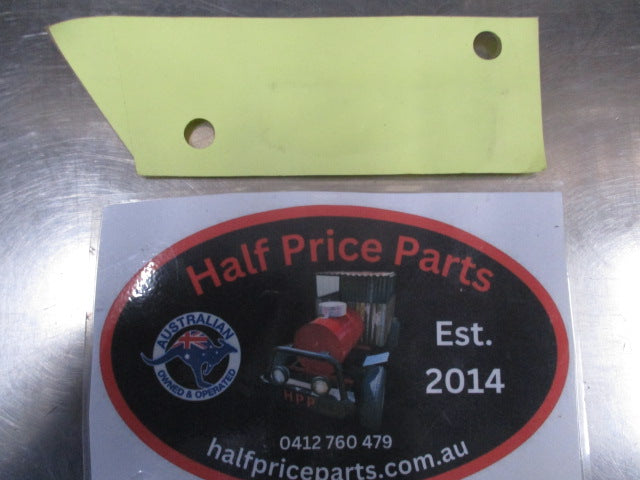 Half Price Parts
AUSTRALIAN
OWNED & OPERATED
Est.
2014
HPP
0412 760 479
halfpriceparts.com.au